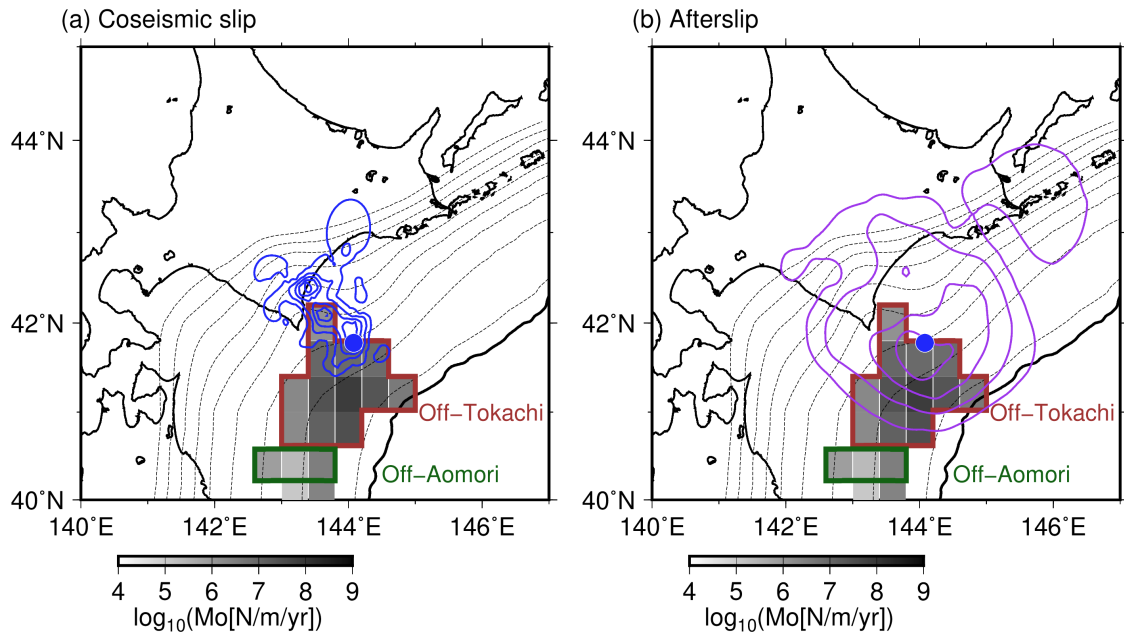 (a) Coseismic slip
44˚N
42˚N
40˚N
140˚E 142˚E 144˚E 146˚E
Off−Tokachi
Off−Aomori
4 5 6 7 8 9
log10(Mo[N/m/yr])
(b) Afterslip
44˚N
42˚N
40˚N
140˚E 142˚E 144˚E 146˚E
Off−Tokachi
Off−Aomori
4 5 6 7 8 9
log10(Mo[N/m/yr])